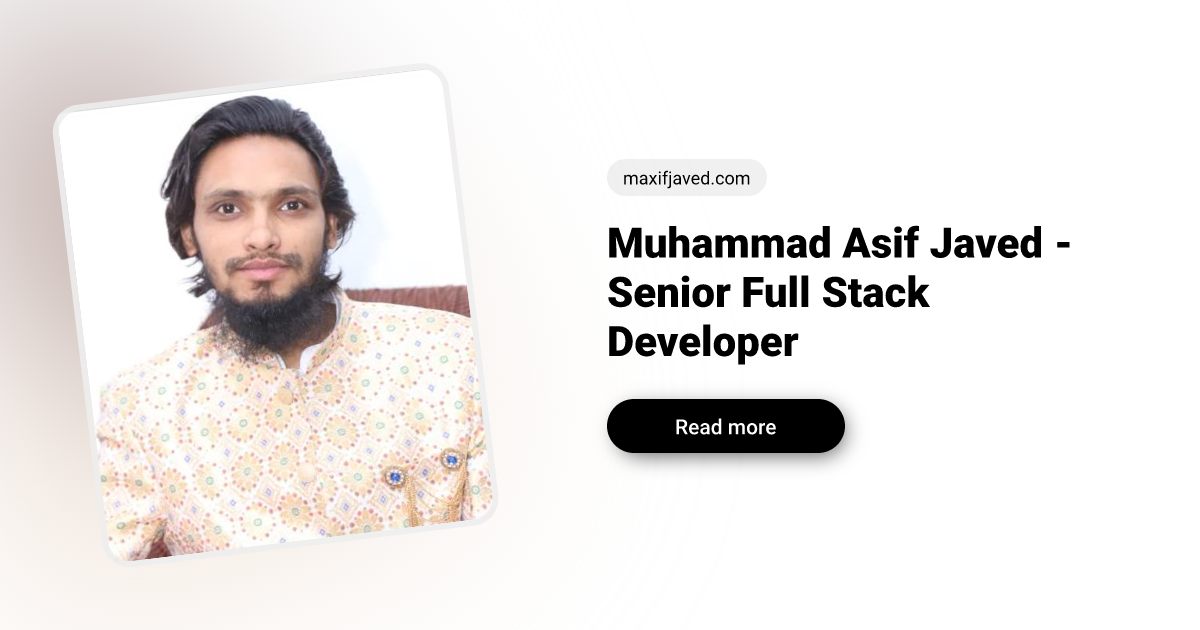 maxifjaved.com
Muhammad Asif Javed -
Senior Full Stack
Developer
Read more